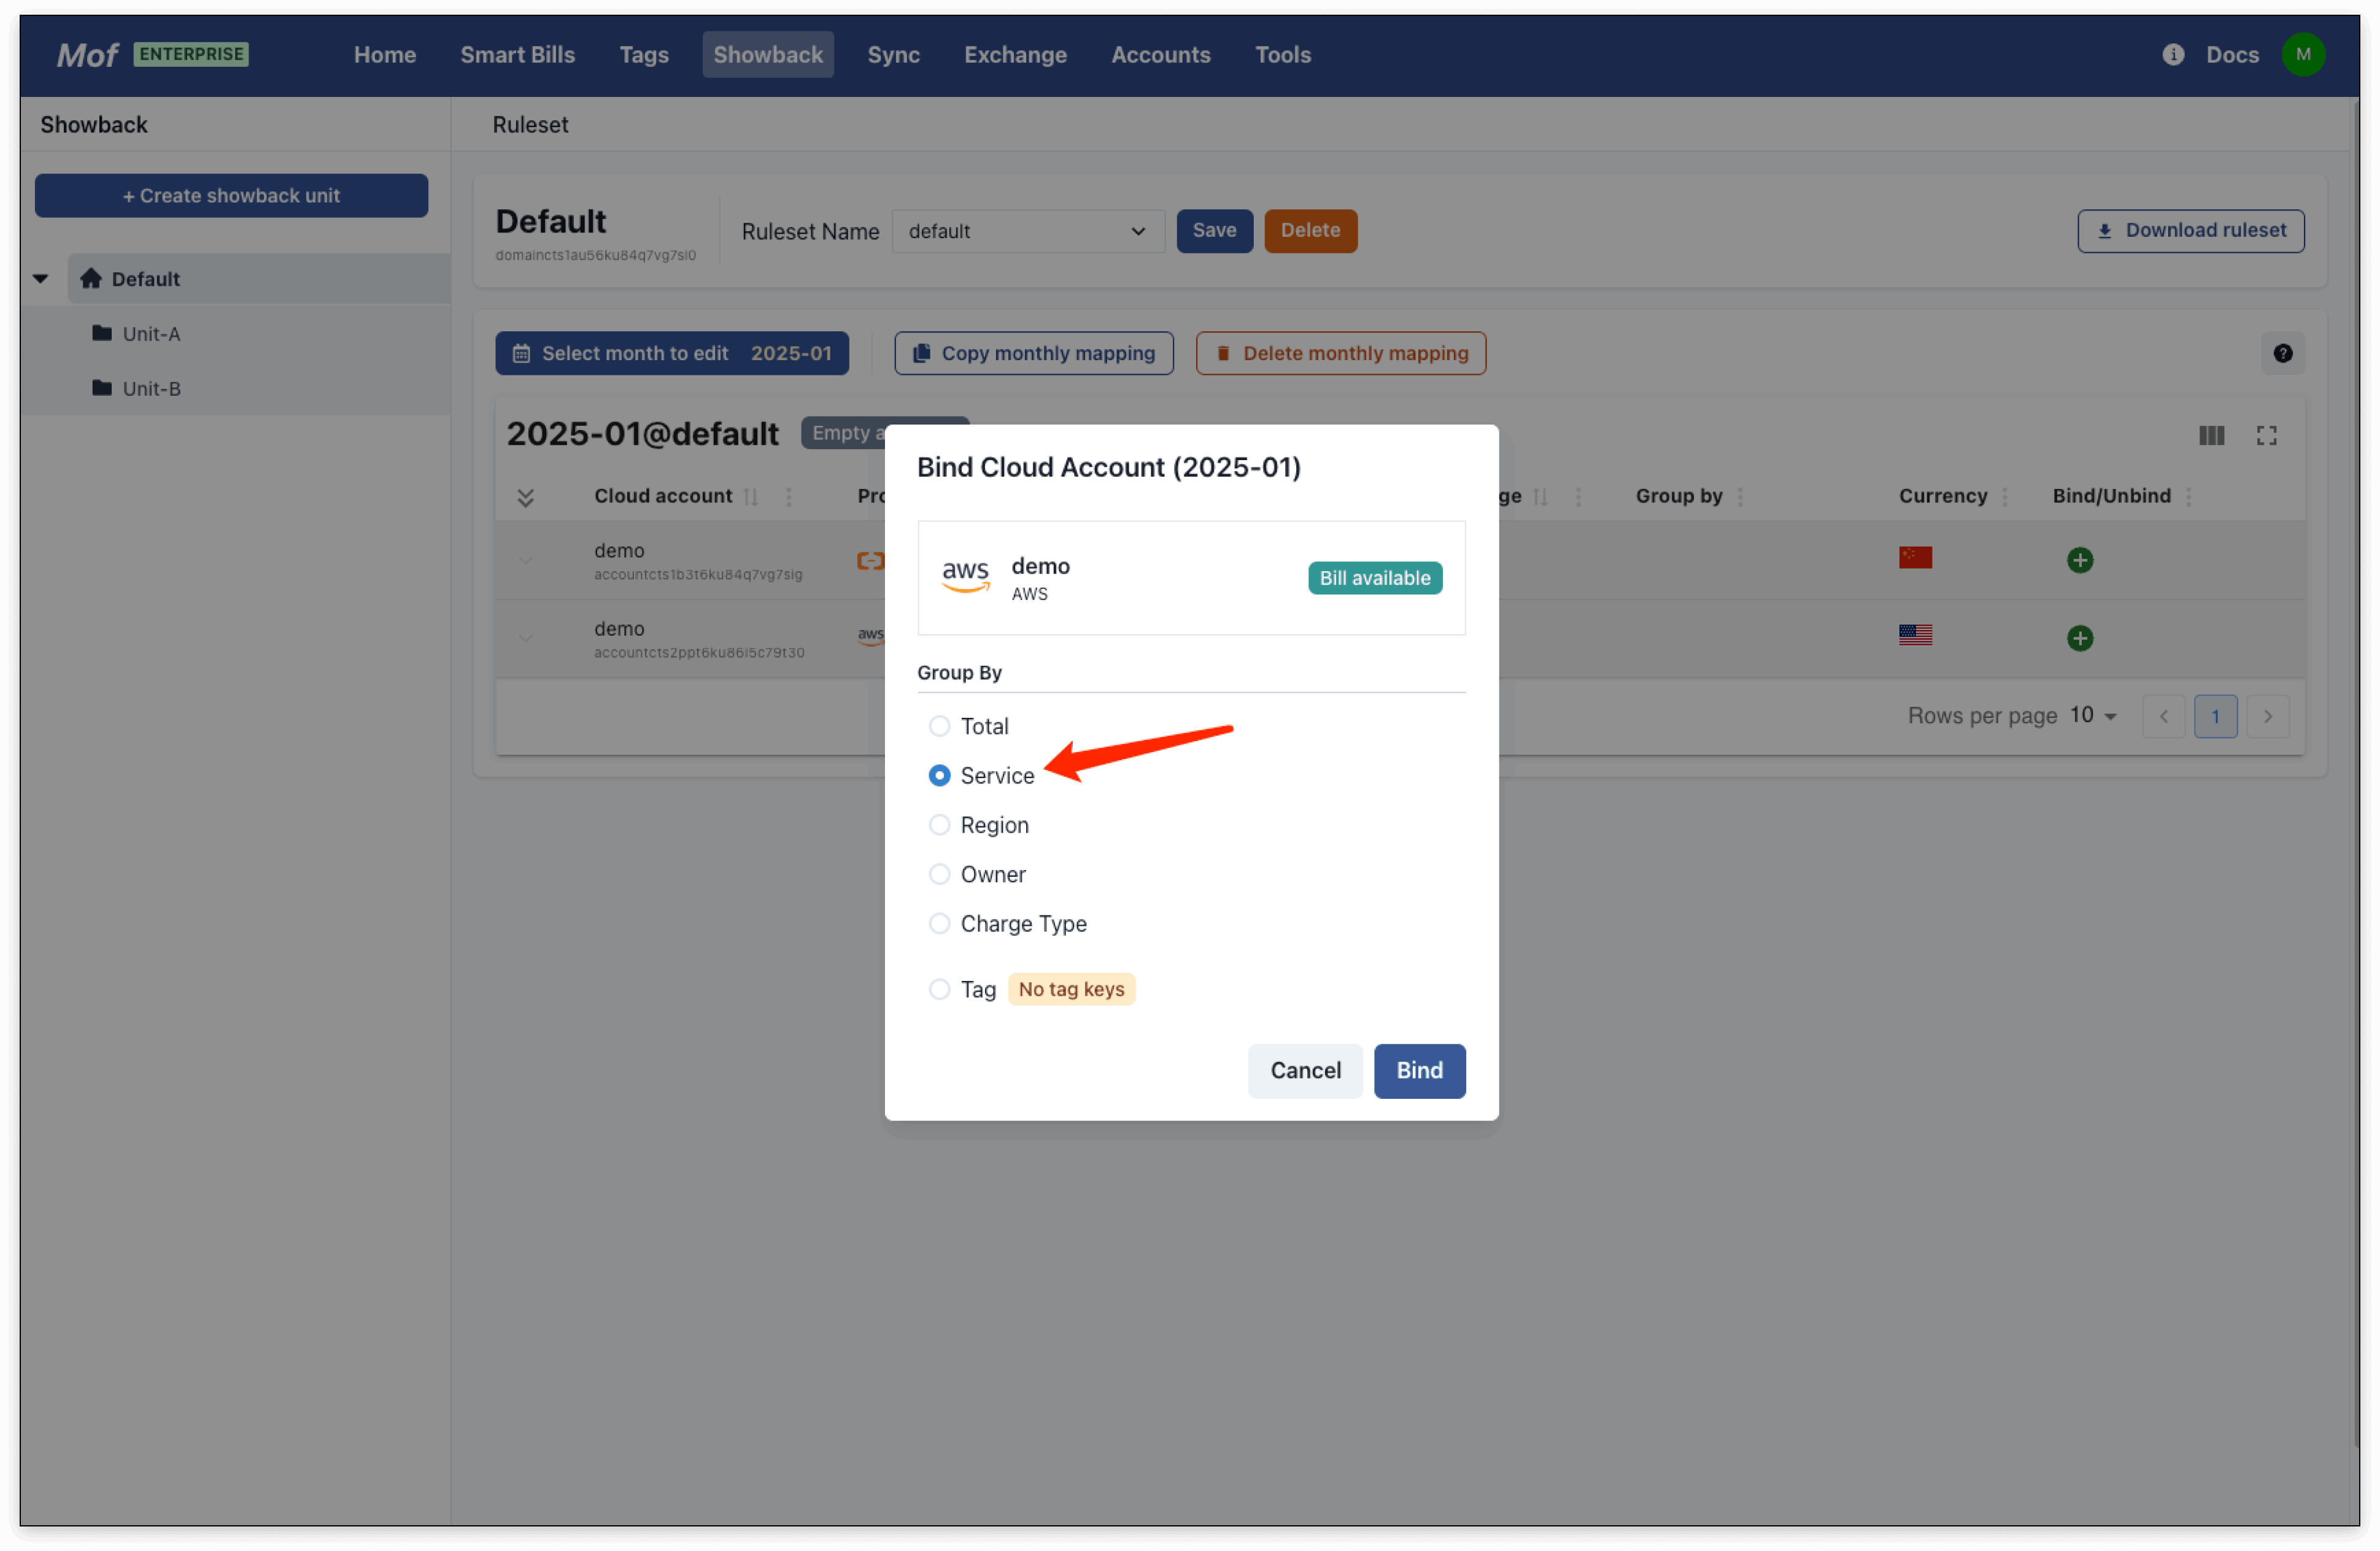 Mof ENTERPRISE Home Smart Bills Tags Showback Sync Exchange Accounts Tools Docs M
Showback
Ruleset
+ Create showback unit
Default
Unit-A
Unit-B
Default
domaincts1au56ku84q7vg7si0
Ruleset Name default Save Delete Download ruleset
Select month to edit 2025-01 Copy monthly mapping Delete monthly mapping
2025-01@default Empty a
Cloud account Pro ge Group by Currency Bind/Unbind
demo
accountcts1b3t6ku84q7vg7sig
demo
accountcts2ppt6ku86i5c79t30
aws
Rows per page 10 1
Bind Cloud Account (2025-01)
aws demo
AWS
Bill available
Group By
Total
Service
Region
Owner
Charge Type
Tag No tag keys
Cancel Bind